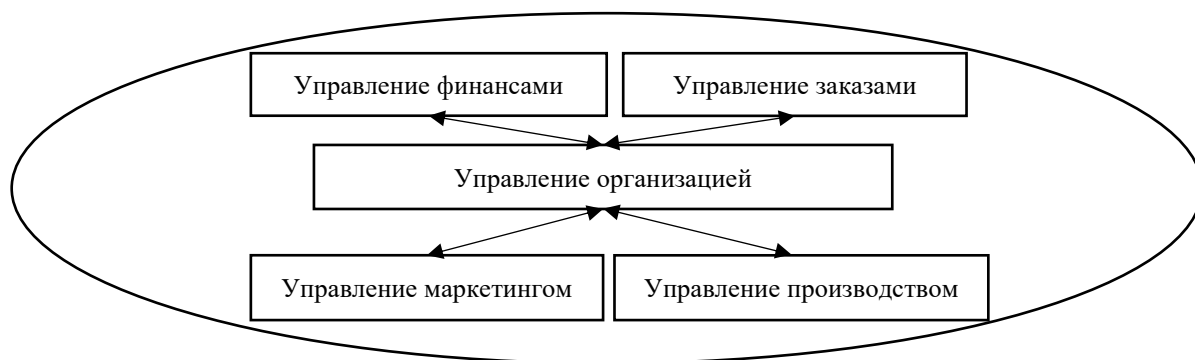 Управление финансами
Управление заказами
Управление организацией
Управление маркетингом
Управление производством